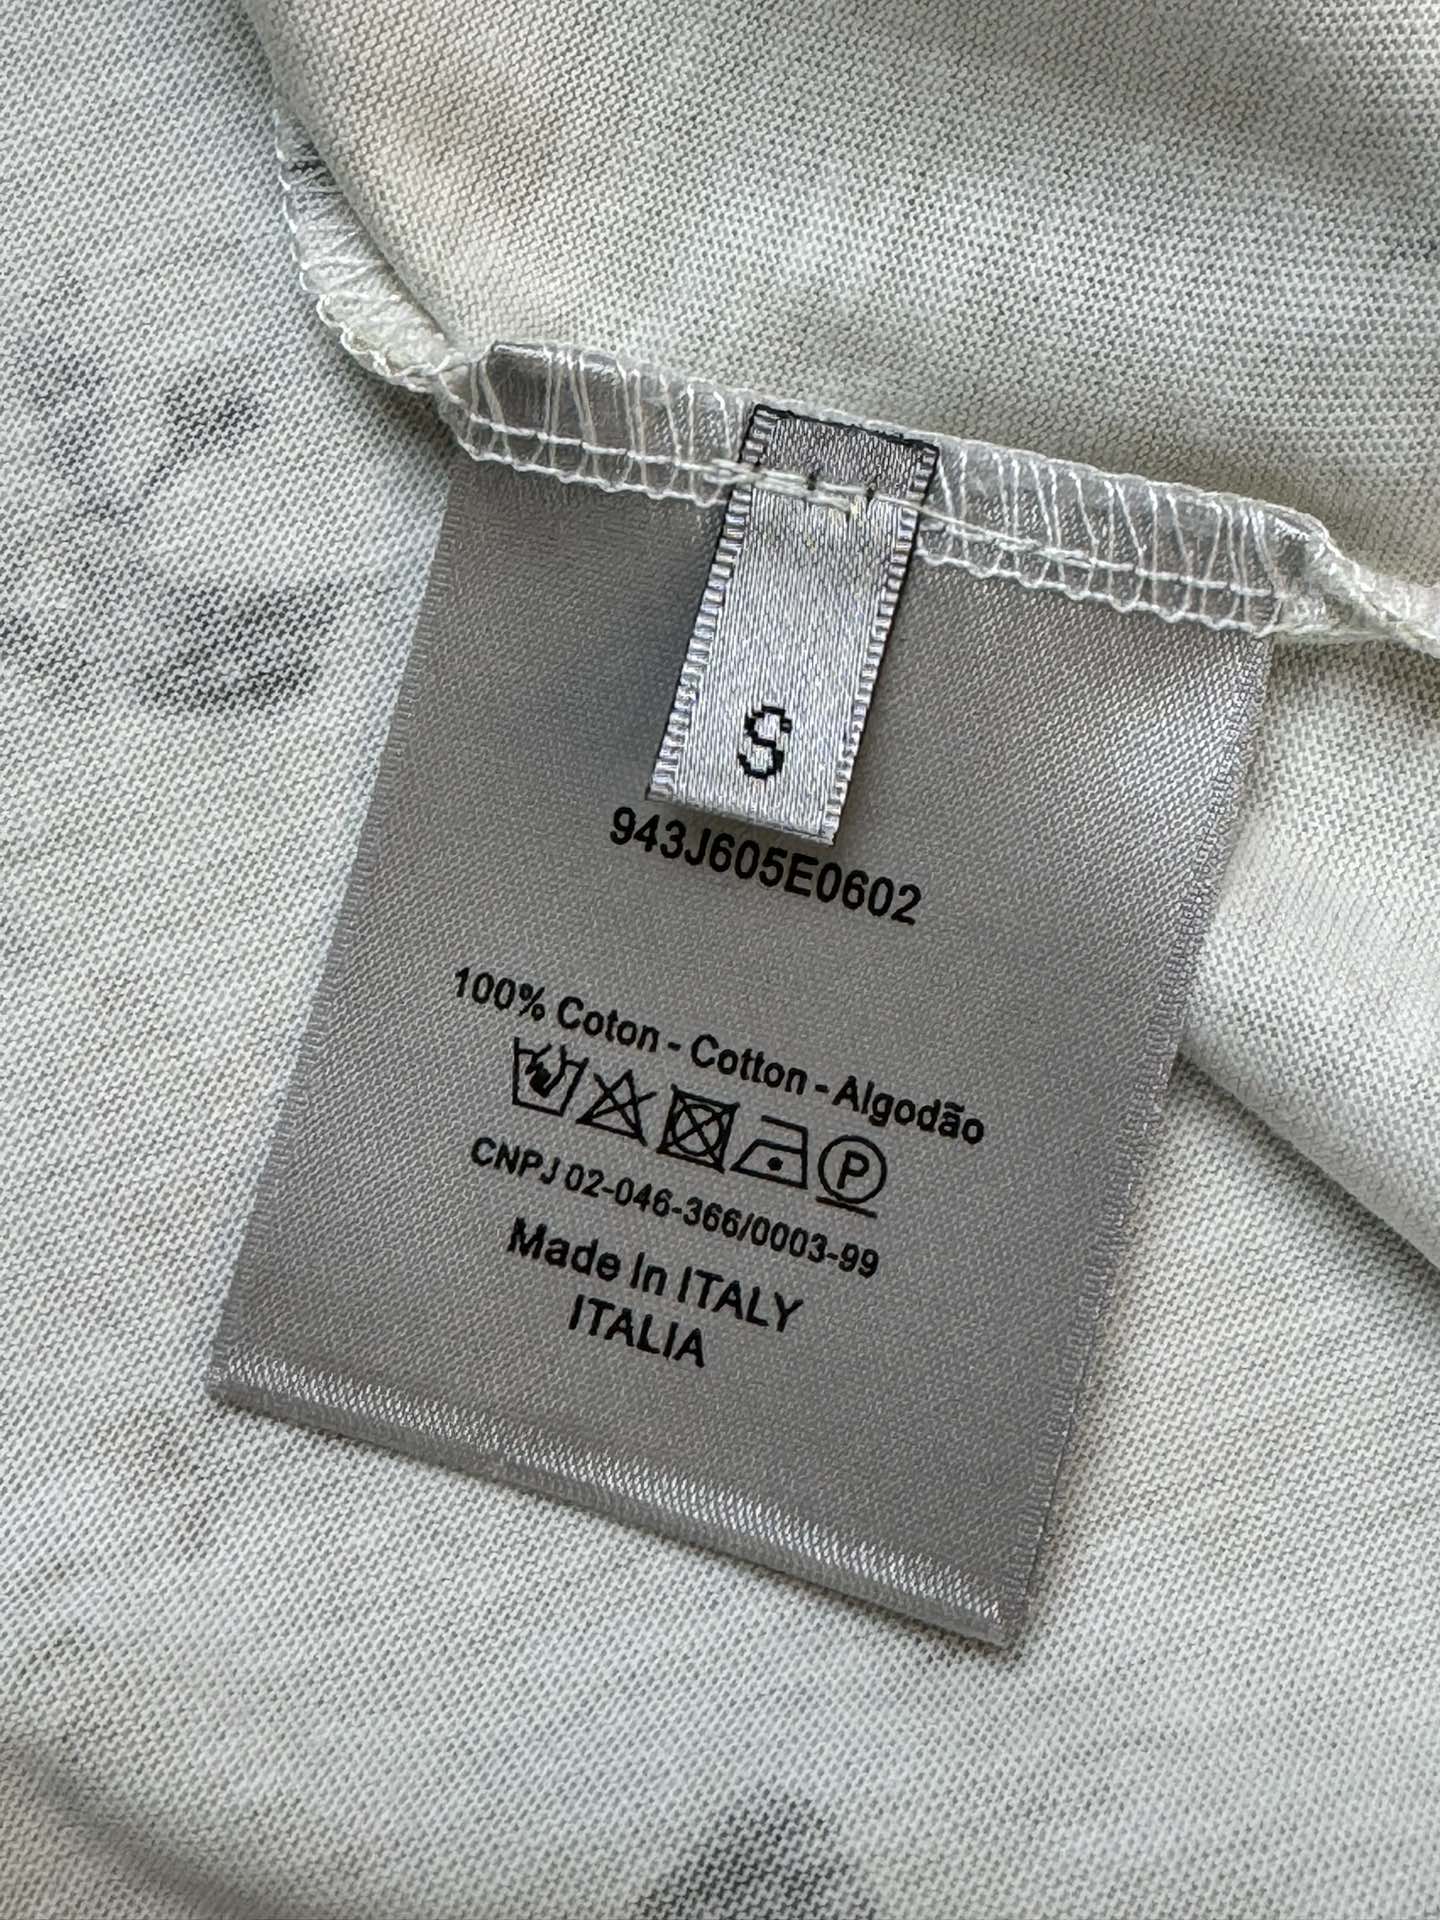 S
943J605E0602
100% Coton - Cotton - Algodão
P
CNPJ 02-046-366/0003-99
Made In ITALY
ITALIA